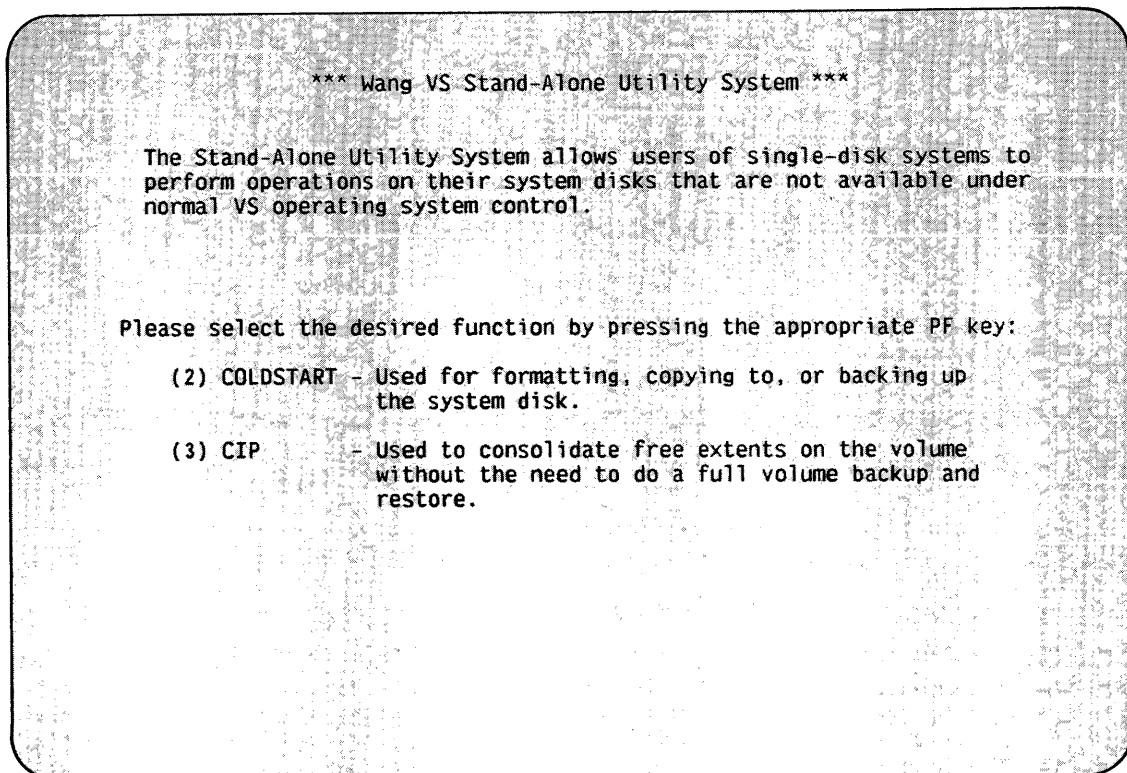 *** Wang VS Stand-Alone Utility System ***
The Stand-Alone Utility System allows users of single-disk systems to
perform operations on their system disks that are not available under
normal VS operating system control.
Please select the desired function by pressing the appropriate PF key:
(2) COLDSTART - Used for formatting, copying to, or backing up
the system disk.
(3) CIP - Used to consolidate free extents on the volume
without the need to do a full volume backup and
restore.